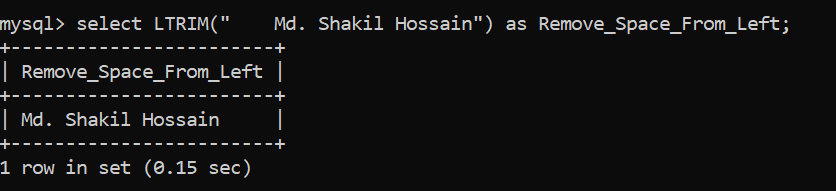 mysql> select LTRIM("    Md. Shakil Hossain") as Remove_Space_From_Left;
+------------------------+
| Remove_Space_From_Left |
+------------------------+
| Md. Shakil Hossain     |
+------------------------+
1 row in set (0.15 sec)